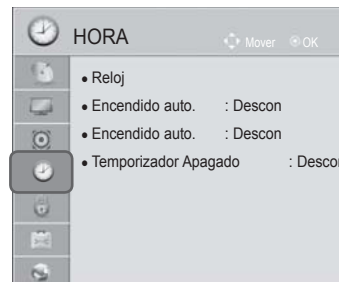 HORA Mover OK
• Reloj
• Encendido auto. : Descon
• Encendido auto. : Descon
• Temporizador Apagado : Descon